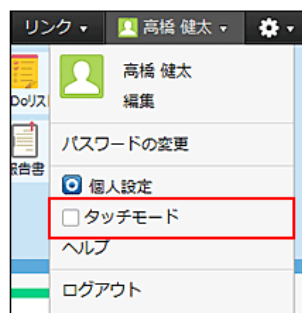 リンク
高橋 健太
Doリス
報告書
高橋 健太
編集
パスワードの変更
個人設定
タッチモード
ヘルプ
ログアウト